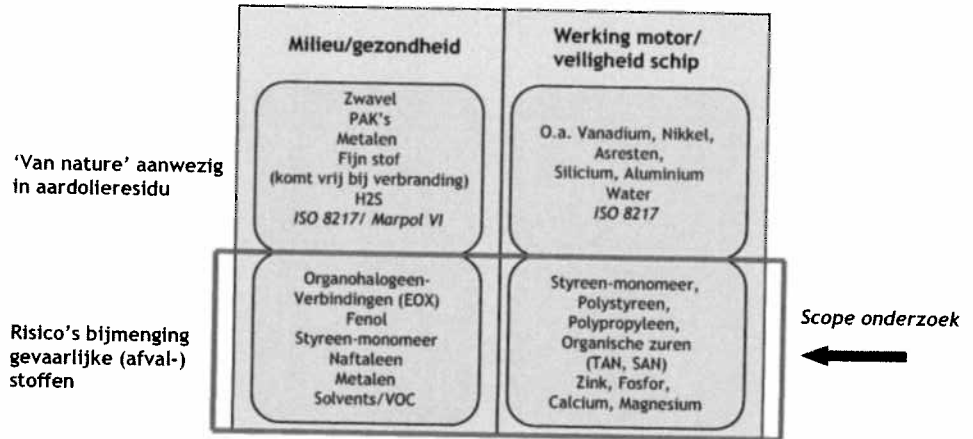 Milieu/gezondheid
Werking motor/
veiligheid schip
'Van nature' aanwezig
in aardolieresidu
Zwavel
PAK's
Metalen
Fijn stof
(komt vrij bij verbranding)
H2S
ISO 8217/ Marpol VI
O.a. Vanadium, Nikkel,
Asresten,
Silicium, Aluminium
Water
ISO 8217
Risico's bijmenging
gevaarlijke (afval-)
stoffen
Organohalogeen-
Verbindingen (EOX)
Fenol
Styreen-monomeer
Naftaleen
Metalen
Solvents/VOC
Styreen-monomeer,
Polystyreen,
Polypropyleen,
Organische zuren
(TAN, SAN)
Zink, Fosfor,
Calcium, Magnesium
Scope onderzoek